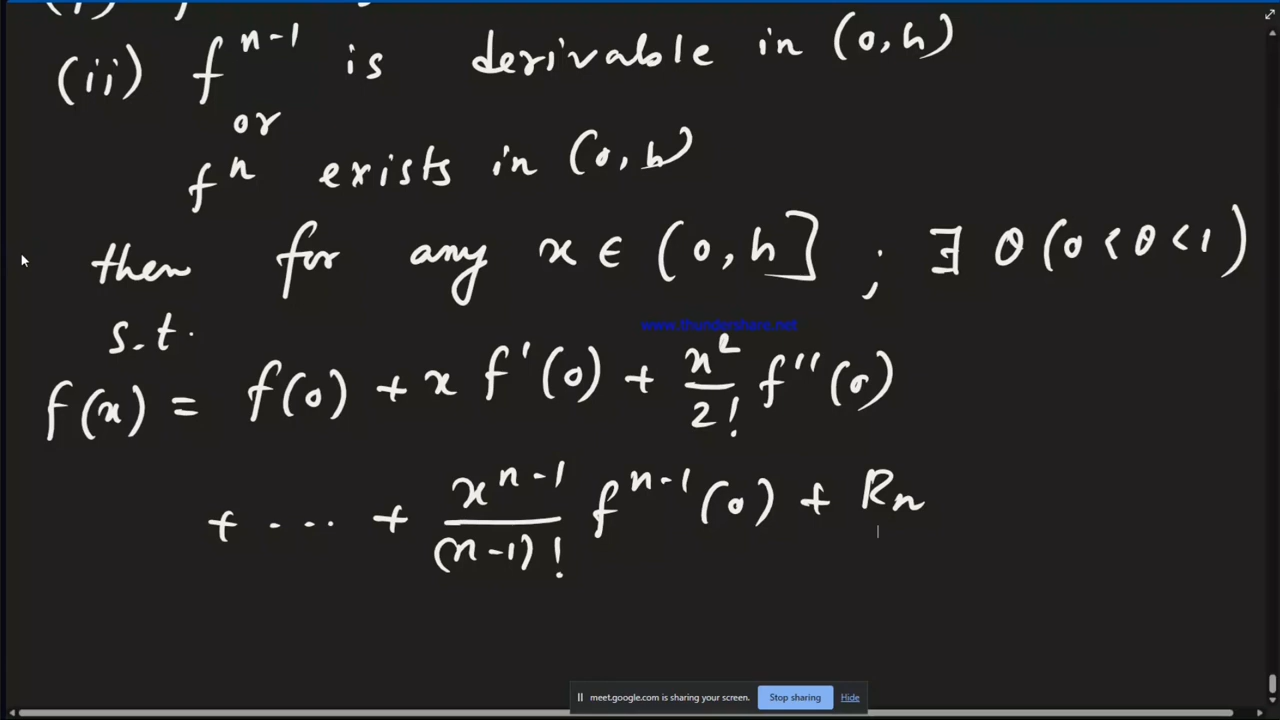 (ii) f^{n-1} is derivable in (0, h)
or
f^n exists in (0, h)
then for any x ∈ (0, h] ; ∃ θ (0 < θ < 1)
s.t.
www.thundershare.net
f(x) = f(0) + x f'(0) + x^2/2! f''(0)
+ ... + x^{n-1}/(n-1)! f^{n-1}(0) + Rn
meet.google.com is sharing your screen. Stop sharing Hide